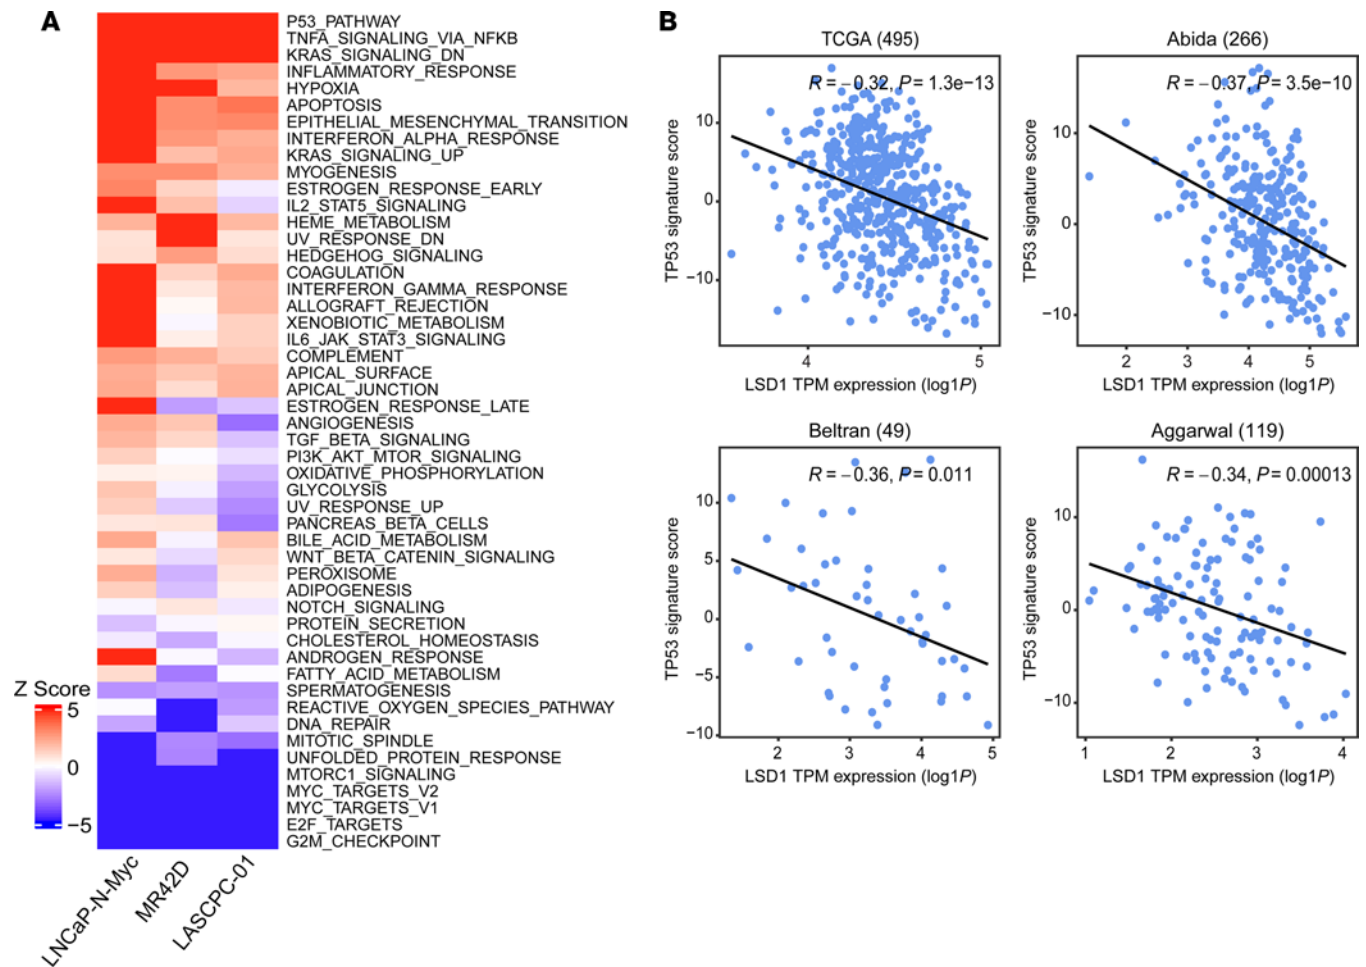 A
P53_PATHWAY
TNFA_SIGNALING_VIA_NFKB
KRAS_SIGNALING_DN
INFLAMMATORY_RESPONSE
HYPOXIA
APOPTOSIS
EPITHELIAL_MESENCHYMAL_TRANSITION
INTERFERON_ALPHA_RESPONSE
KRAS_SIGNALING_UP
MYOGENESIS
ESTROGEN_RESPONSE_EARLY
IL2_STAT5_SIGNALING
HEME_METABOLISM
UV_RESPONSE_DN
HEDGEHOG_SIGNALING
COAGULATION
INTERFERON_GAMMA_RESPONSE
ALLOGRAFT_REJECTION
XENOBIOTIC_METABOLISM
IL6_JAK_STAT3_SIGNALING
COMPLEMENT
APICAL_SURFACE
APICAL_JUNCTION
ESTROGEN_RESPONSE_LATE
ANGIOGENESIS
TGF_BETA_SIGNALING
PI3K_AKT_MTOR_SIGNALING
OXIDATIVE_PHOSPHORYLATION
GLYCOLYSIS
UV_RESPONSE_UP
PANCREAS_BETA_CELLS
BILE_ACID_METABOLISM
WNT_BETA_CATENIN_SIGNALING
PEROXISOME
ADIPOGENESIS
NOTCH_SIGNALING
PROTEIN_SECRETION
CHOLESTEROL_HOMEOSTASIS
ANDROGEN_RESPONSE
FATTY_ACID_METABOLISM
SPERMATOGENESIS
REACTIVE_OXYGEN_SPECIES_PATHWAY
DNA_REPAIR
MITOTIC_SPINDLE
UNFOLDED_PROTEIN_RESPONSE
MTORC1_SIGNALING
MYC_TARGETS_V2
MYC_TARGETS_V1
E2F_TARGETS
G2M_CHECKPOINT
Z Score
5
0
−5
LNCaP-N-Myc
MR42D
LASCPC-01
B
TCGA (495)
R = −0.32, P = 1.3e−13
TP53 signature score
10
0
−10
4
5
LSD1 TPM expression (log1P)
Abida (266)
R = −0.37, P = 3.5e−10
TP53 signature score
10
0
−10
2
3
4
5
LSD1 TPM expression (log1P)
Beltran (49)
R = −0.36, P = 0.011
TP53 signature score
10
5
0
−5
−10
2
3
4
5
LSD1 TPM expression (log1P)
Aggarwal (119)
R = −0.34, P = 0.00013
TP53 signature score
10
0
−10
1
2
3
4
LSD1 TPM expression (log1P)